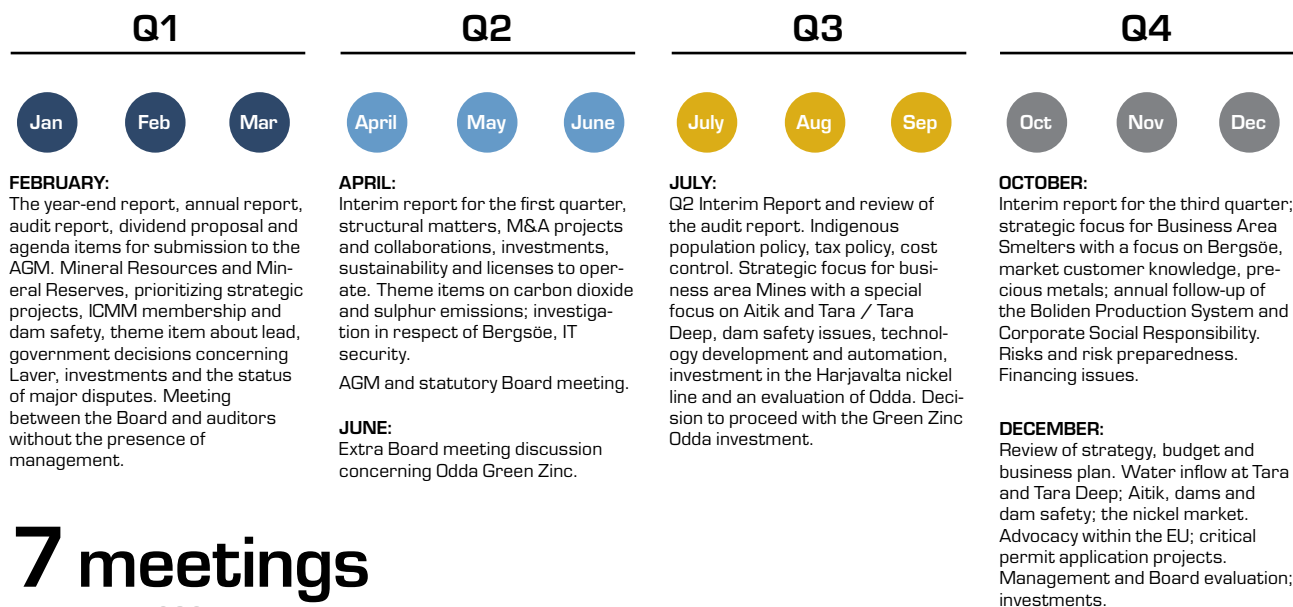 Q1
Jan
Feb
Mar
FEBRUARY:
The year-end report, annual report,
audit report, dividend proposal and
agenda items for submission to the
AGM. Mineral Resources and Min-
eral Reserves, prioritizing strategic
projects, ICMM membership and
dam safety, theme item about lead,
government decisions concerning
Laver, investments and the status
of major disputes. Meeting
between the Board and auditors
without the presence of
management.
Q2
April
May
June
APRIL:
Interim report for the first quarter,
structural matters, M&A projects
and collaborations, investments,
sustainability and licenses to oper-
ate. Theme items on carbon dioxide
and sulphur emissions; investiga-
tion in respect of Bergsöe, IT
security.
AGM and statutory Board meeting.
JUNE:
Extra Board meeting discussion
concerning Odda Green Zinc.
Q3
July
Aug
Sep
JULY:
Q2 Interim Report and review of
the audit report. Indigenous
population policy, tax policy, cost
control. Strategic focus for busi-
ness area Mines with a special
focus on Aitik and Tara / Tara
Deep, dam safety issues, technol-
ogy development and automation,
investment in the Harjavalta nickel
line and an evaluation of Odda. Deci-
sion to proceed with the Green Zinc
Odda investment.
Q4
Oct
Nov
Dec
OCTOBER:
Interim report for the third quarter;
strategic focus for Business Area
Smelters with a focus on Bergsöe,
market customer knowledge, pre-
cious metals; annual follow-up of
the Boliden Production System and
Corporate Social Responsibility.
Risks and risk preparedness.
Financing issues.
DECEMBER:
Review of strategy, budget and
business plan. Water inflow at Tara
and Tara Deep; Aitik, dams and
dam safety; the nickel market.
Advocacy within the EU; critical
permit application projects.
Management and Board evaluation;
investments.
7 meetings